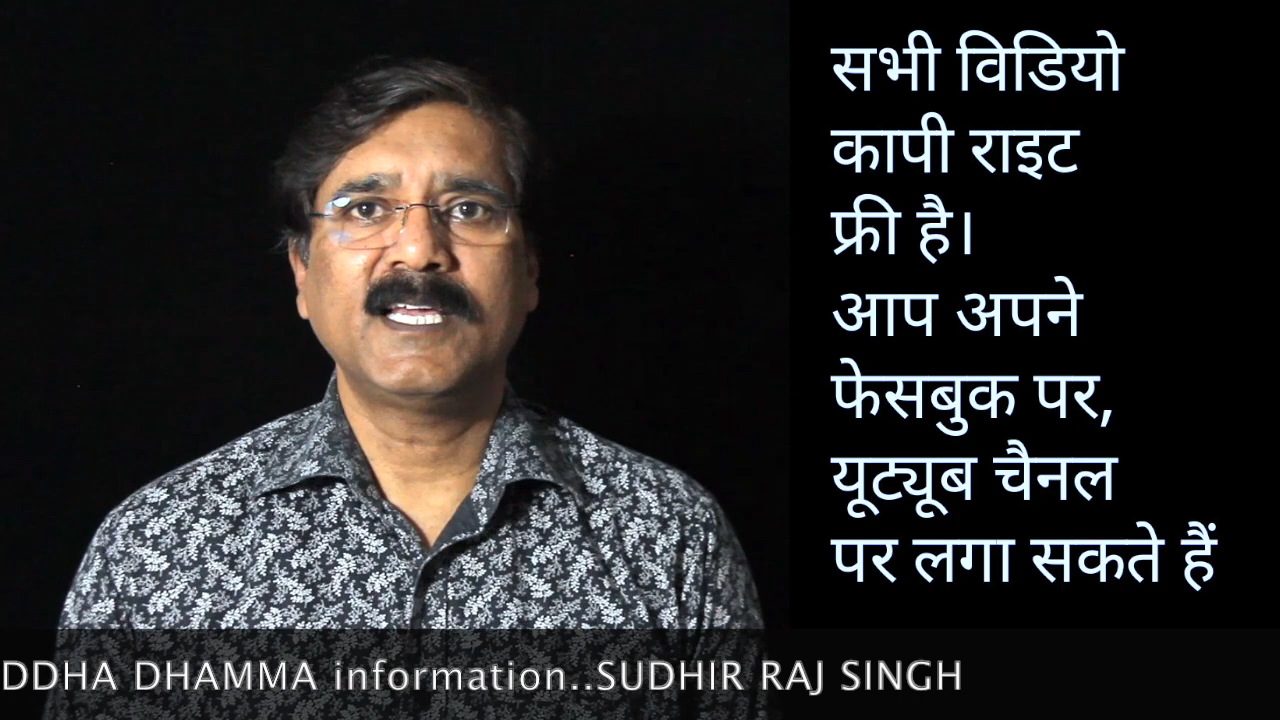 सभी विडियो
कापी राइट
फ्री है।
आप अपने
फेसबुक पर,
यूट्यूब चैनल
पर लगा सकते हैं
DDHA DHAMMA information..SUDHIR RAJ SINGH